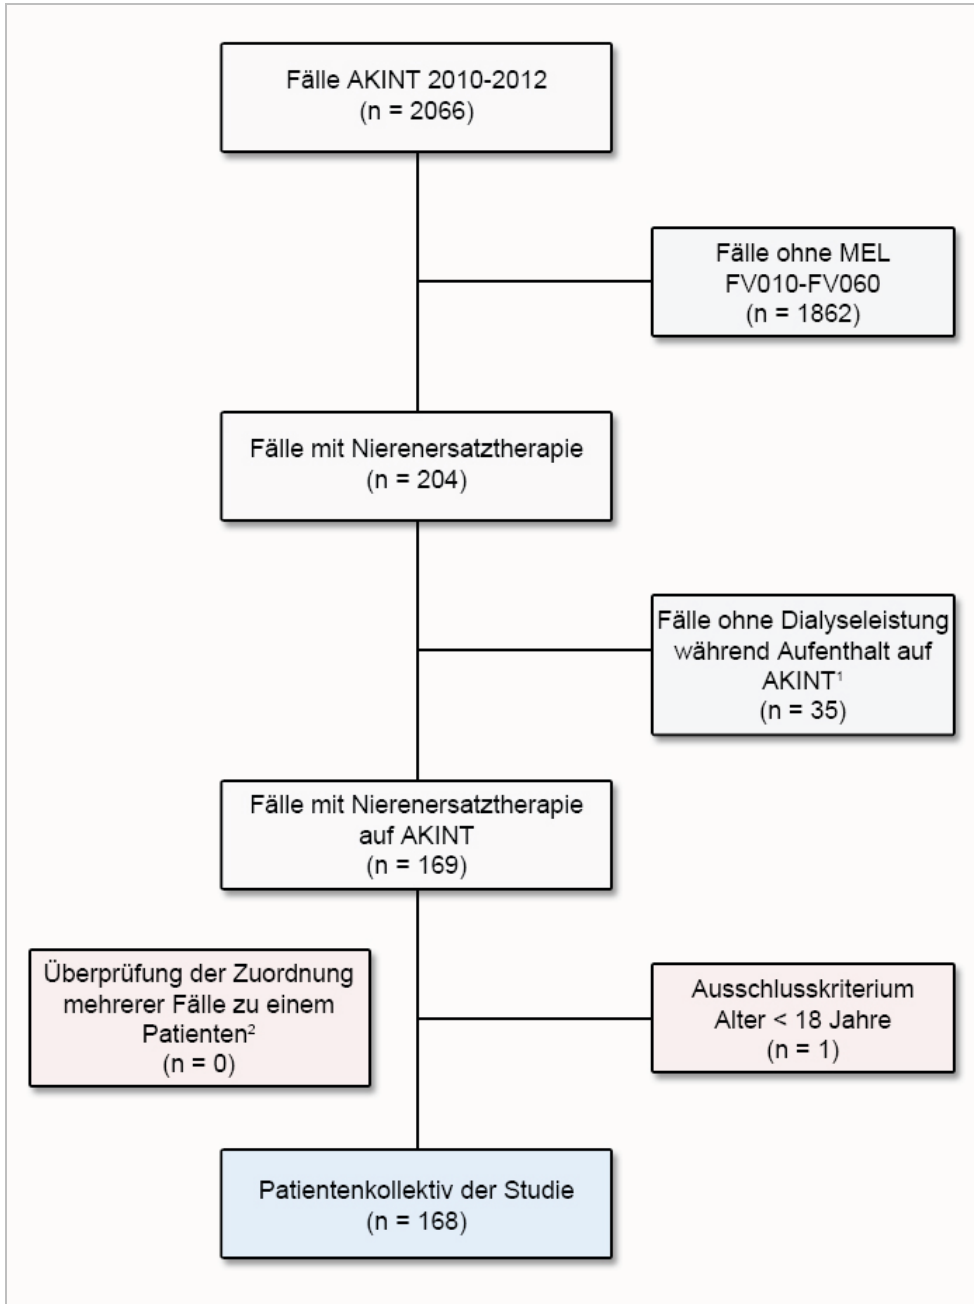 Fälle AKINT 2010-2012
(n = 2066)
Fälle ohne MEL
FV010-FV060
(n = 1862)
Fälle mit Nierenersatztherapie
(n = 204)
Fälle ohne Dialyseleistung
während Aufenthalt auf
AKINT¹
(n = 35)
Fälle mit Nierenersatztherapie
auf AKINT
(n = 169)
Überprüfung der Zuordnung
mehrerer Fälle zu einem
Patienten²
(n = 0)
Ausschlusskriterium
Alter < 18 Jahre
(n = 1)
Patientenkollektiv der Studie
(n = 168)